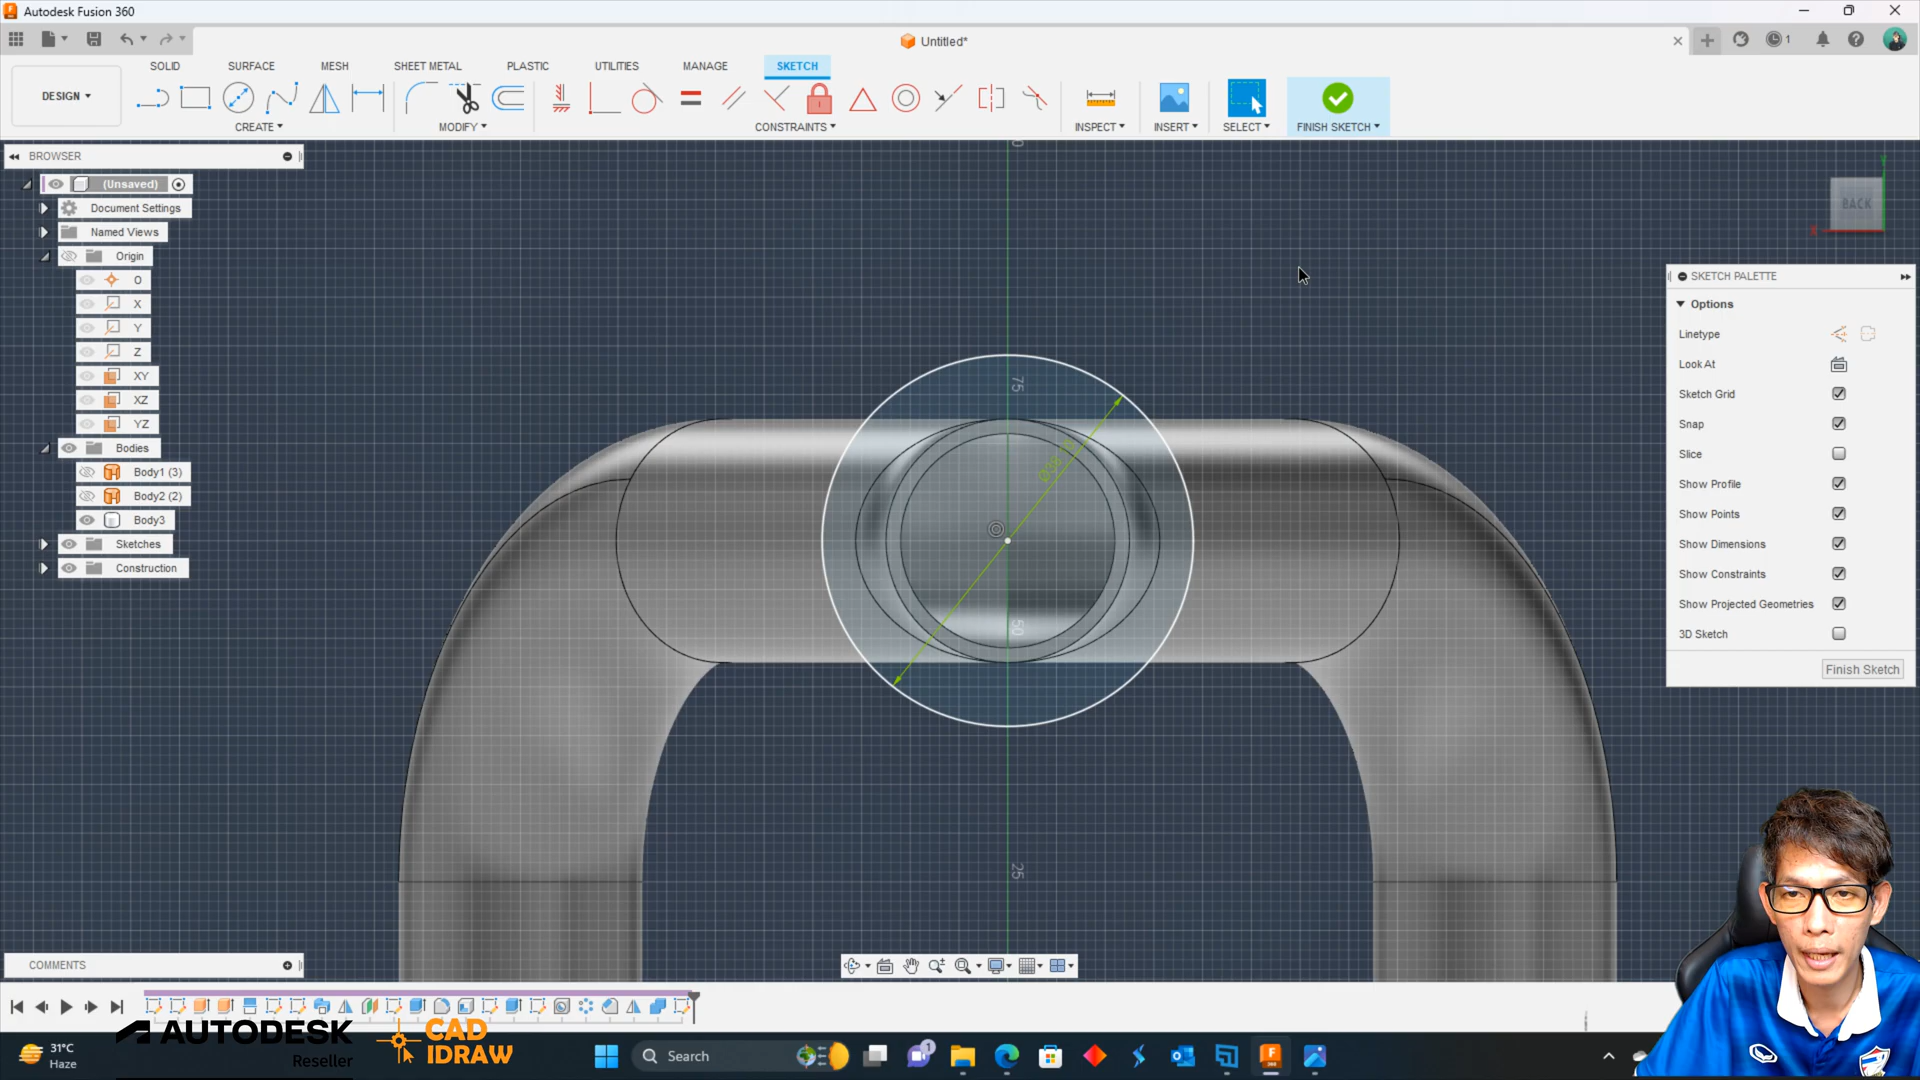 Autodesk Fusion 360
Untitled*
1
SOLID
SURFACE
MESH
SHEET METAL
PLASTIC
UTILITIES
MANAGE
SKETCH
DESIGN
CREATE
MODIFY
CONSTRAINTS
INSPECT
INSERT
SELECT
FINISH SKETCH
BROWSER
(Unsaved)
Document Settings
Named Views
Origin
O
X
Y
Z
XY
XZ
YZ
Bodies
Body1 (3)
Body2 (2)
Body3
Sketches
Construction
75
50
25
BACK
X
Y
SKETCH PALETTE
Options
Linetype
Look At
Sketch Grid
Snap
Slice
Show Profile
Show Points
Show Dimensions
Show Constraints
Show Projected Geometries
3D Sketch
Finish Sketch
COMMENTS
AUTODESK
Reseller
CAD
IDRAW
31°C
Haze
Search
1